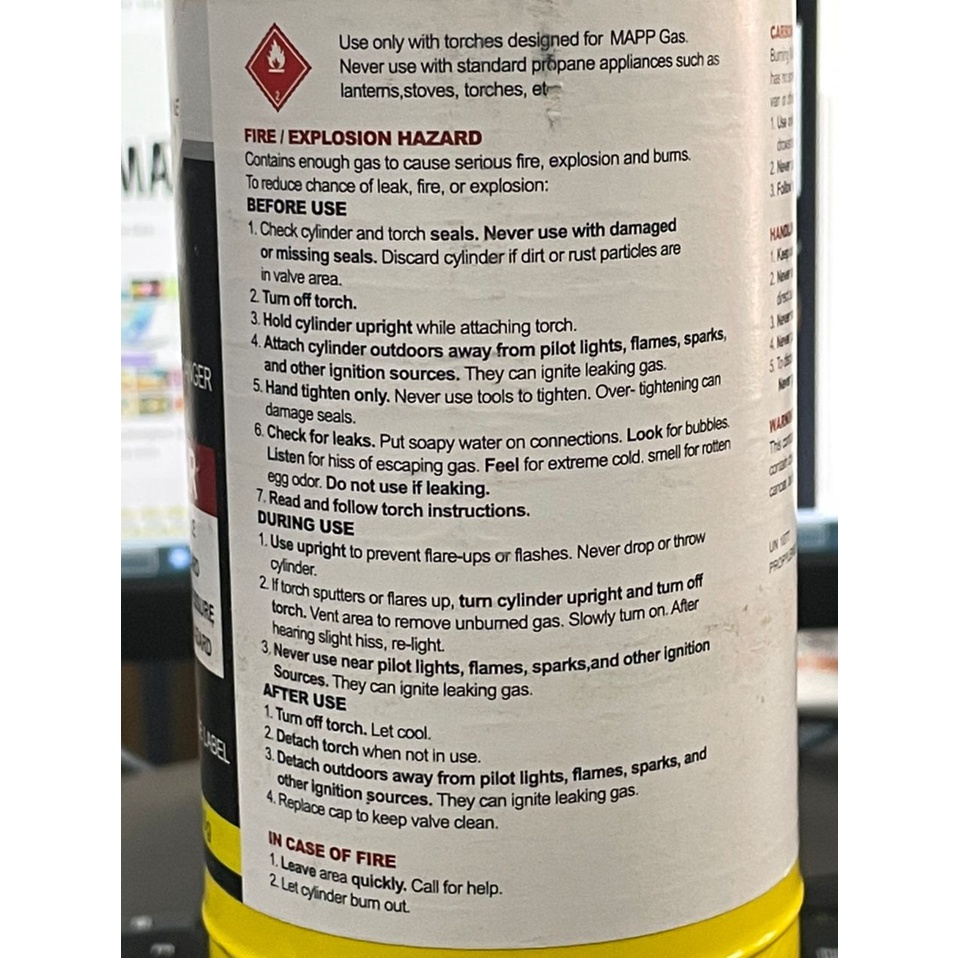 Use only with torches designed for MAPP Gas.
Never use with standard propane appliances such as
lanterns,stoves, torches, et
2
FIRE / EXPLOSION HAZARD
Contains enough gas to cause serious fire, explosion and burns.
To reduce chance of leak, fire, or explosion:
BEFORE USE
1. Check cylinder and torch seals. Never use with damaged
or missing seals. Discard cylinder if dirt or rust particles are
in valve area.
2. Turn off torch.
3. Hold cylinder upright while attaching torch.
4. Attach cylinder outdoors away from pilot lights, flames, sparks,
and other ignition sources. They can ignite leaking gas.
5. Hand tighten only. Never use tools to tighten. Over- tightening can
damage seals.
6. Check for leaks. Put soapy water on connections. Look for bubbles.
Listen for hiss of escaping gas. Feel for extreme cold. smell for rotten
egg odor. Do not use if leaking.
7. Read and follow torch instructions.
DURING USE
1. Use upright to prevent flare-ups or flashes. Never drop or throw
cylinder.
2. If torch sputters or flares up, turn cylinder upright and turn off
torch. Vent area to remove unburned gas. Slowly turn on. After
hearing slight hiss, re-light.
3. Never use near pilot lights, flames, sparks,and other ignition
Sources. They can ignite leaking gas.
AFTER USE
1. Turn off torch. Let cool.
2. Detach torch when not in use.
3. Detach outdoors away from pilot lights, flames, sparks, and
other ignition sources. They can ignite leaking gas.
4. Replace cap to keep valve clean.
IN CASE OF FIRE
1. Leave area quickly. Call for help.
2. Let cylinder burn out.
LABEL
MA